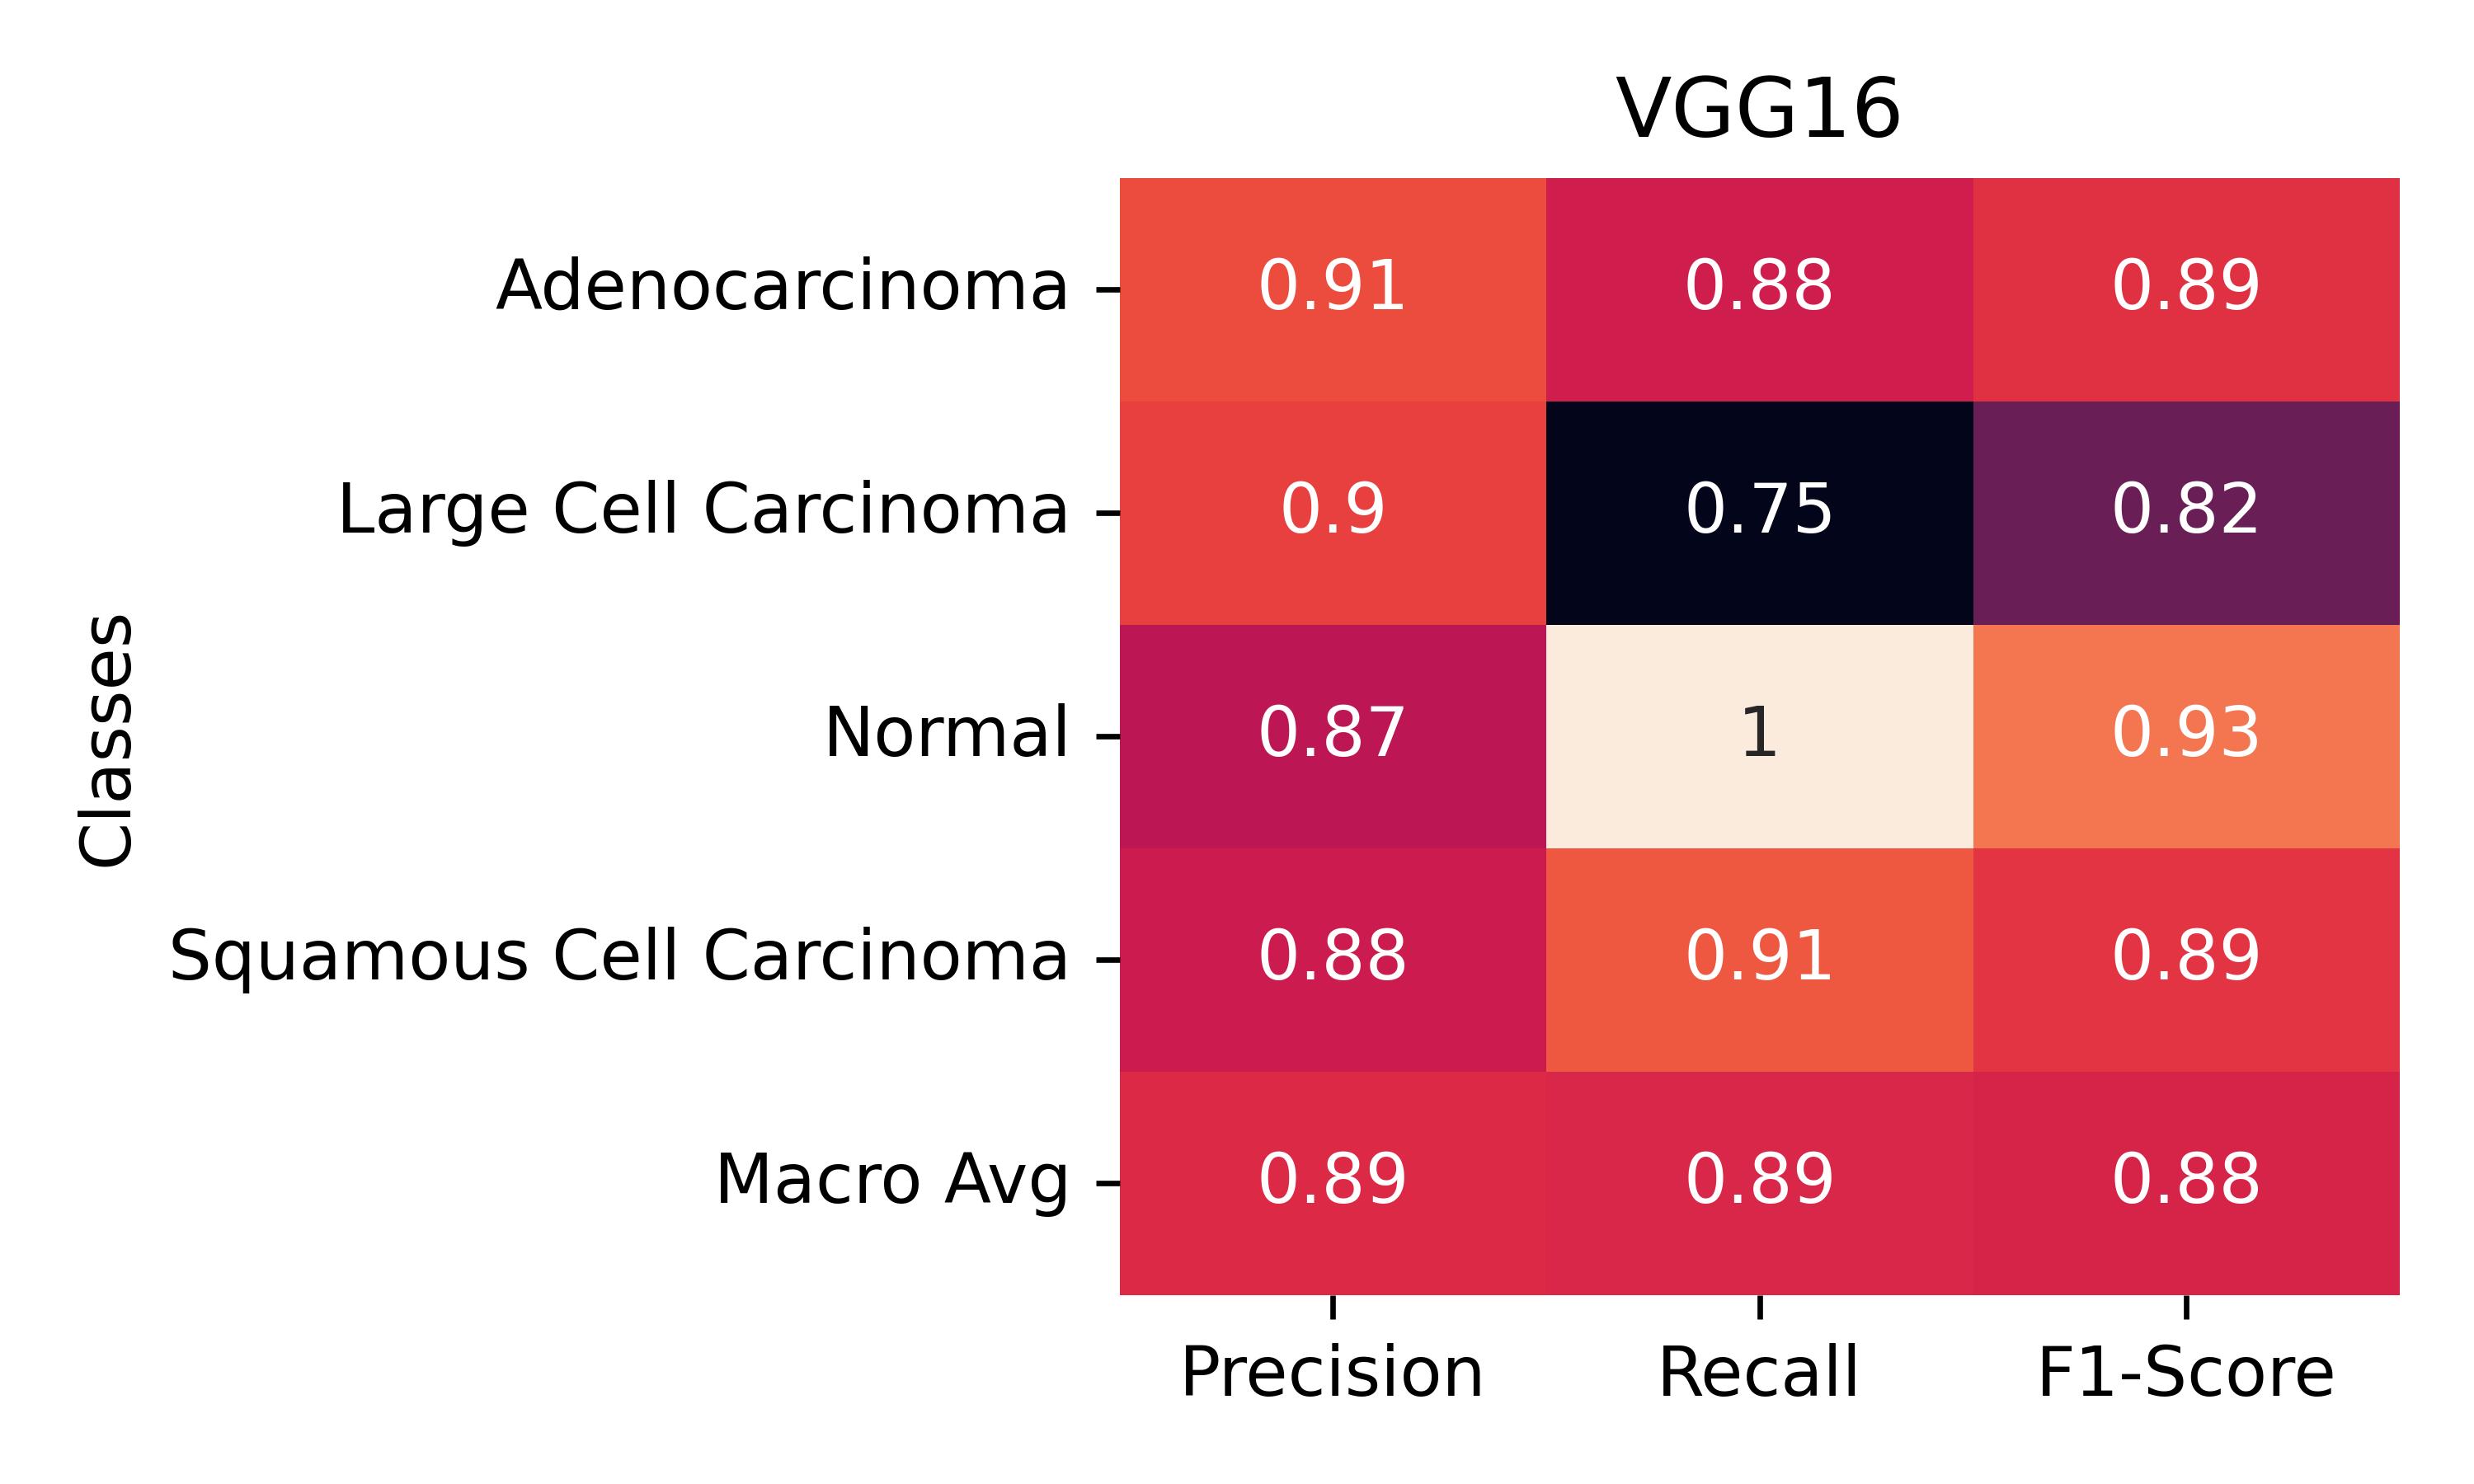 VGG16
Classes
Adenocarcinoma 0.91 0.88 0.89
Large Cell Carcinoma 0.9 0.75 0.82
Normal 0.87 1 0.93
Squamous Cell Carcinoma 0.88 0.91 0.89
Macro Avg 0.89 0.89 0.88
Precision Recall F1-Score